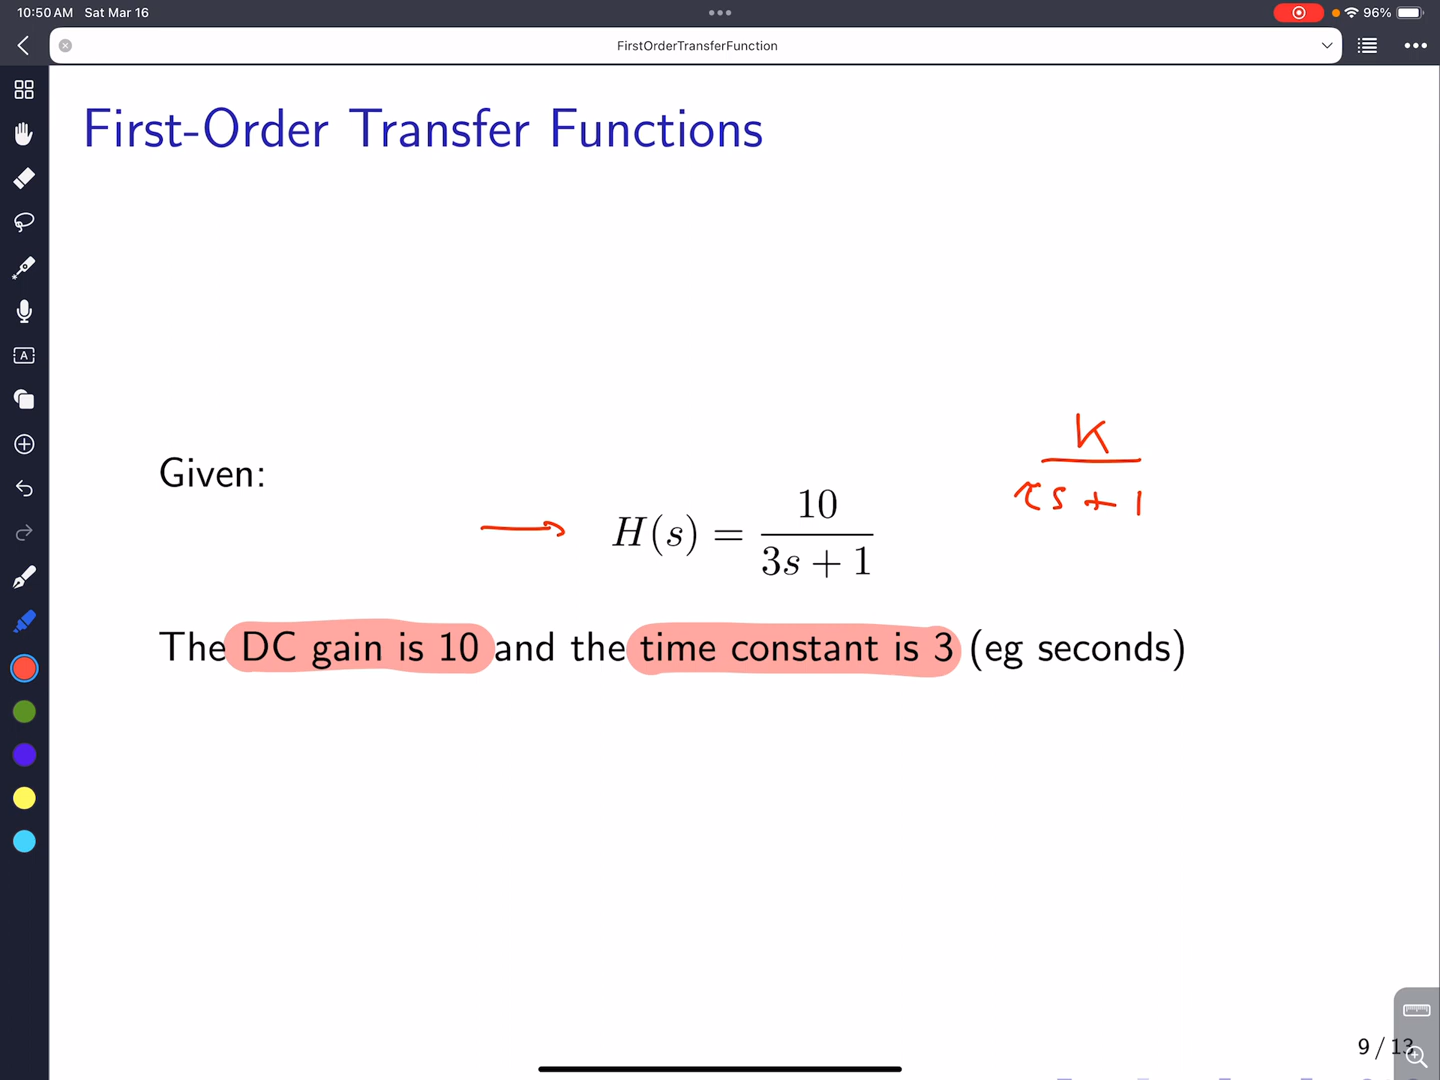 10:50 AM Sat Mar 16
96%
FirstOrderTransferFunction
First-Order Transfer Functions
K
τs + 1
Given:
H(s) = 10 / (3s + 1)
The DC gain is 10 and the time constant is 3 (eg seconds)
A
9 / 13